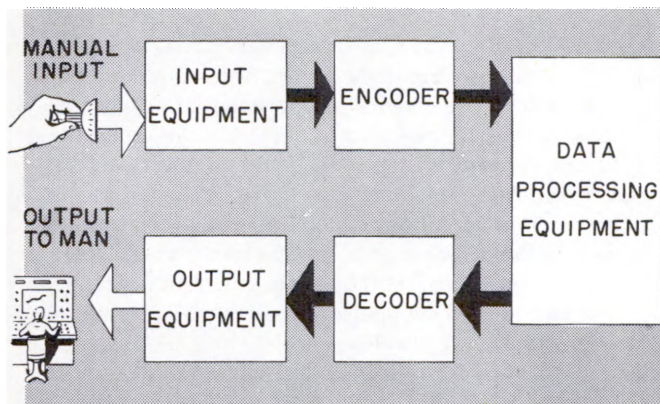 MANUAL
INPUT
INPUT
EQUIPMENT
ENCODER
DATA
PROCESSING
EQUIPMENT
OUTPUT
TO MAN
OUTPUT
EQUIPMENT
DECODER